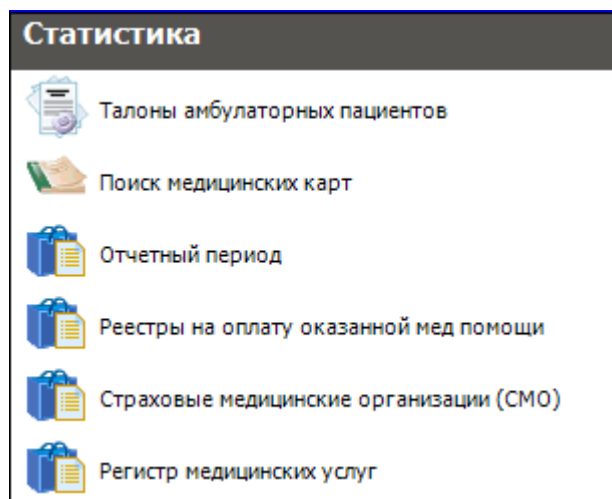 Статистика
Талоны амбулаторных пациентов
Поиск медицинских карт
Отчетный период
Реестры на оплату оказанной мед помощи
Страховые медицинские организации (СМО)
Регистр медицинских услуг